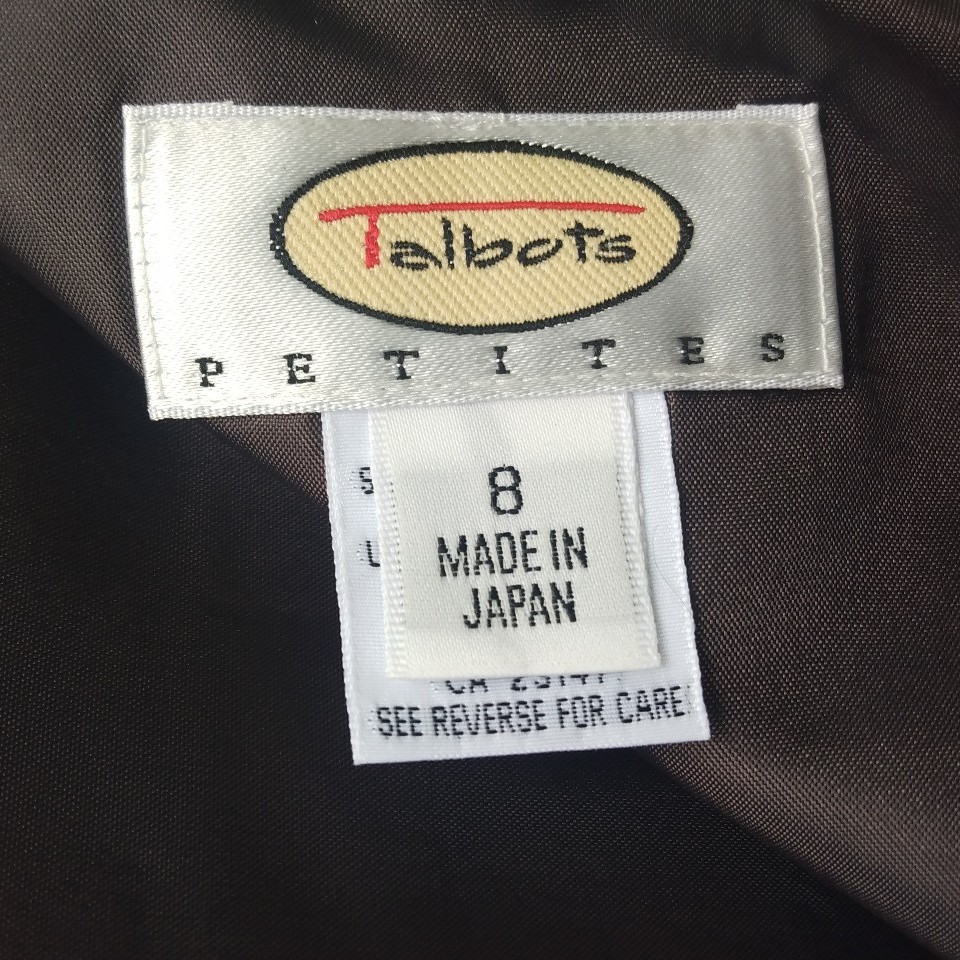 Talbots
PETITES
8
MADE IN
JAPAN
SEE REVERSE FOR CARE